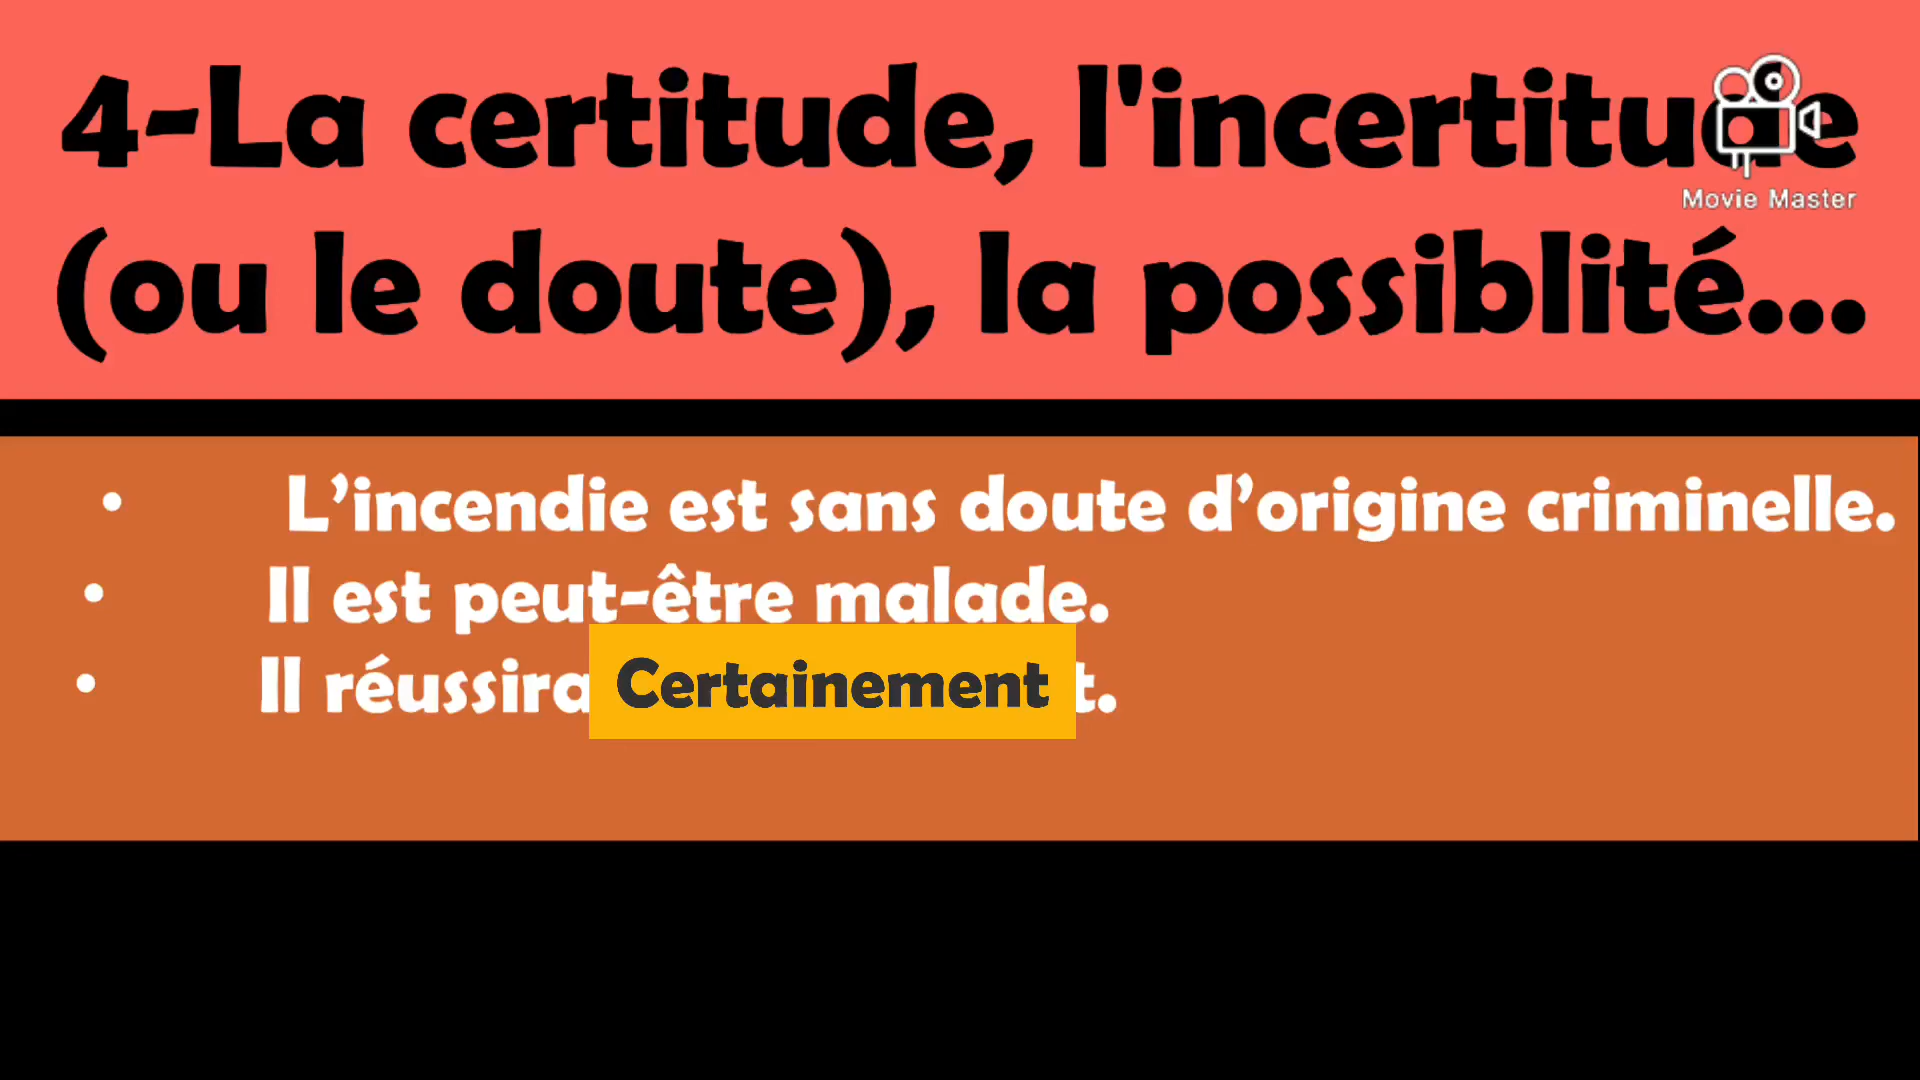 4-La certitude, l'incertitude
Movie Master
(ou le doute), la possiblité...
• L’incendie est sans doute d’origine criminelle.
• Il est peut-être malade.
• Il réussira Certainement t.